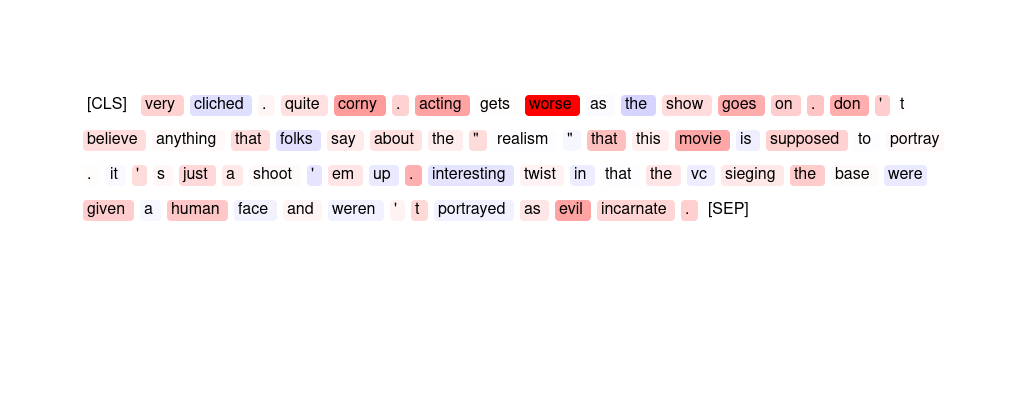 [CLS] very cliched . quite corny . acting gets worse as the show goes on . don ' t
believe anything that folks say about the " realism " that this movie is supposed to portray
. it ' s just a shoot ' em up . interesting twist in that the vc sieging the base were
given a human face and weren ' t portrayed as evil incarnate . [SEP]